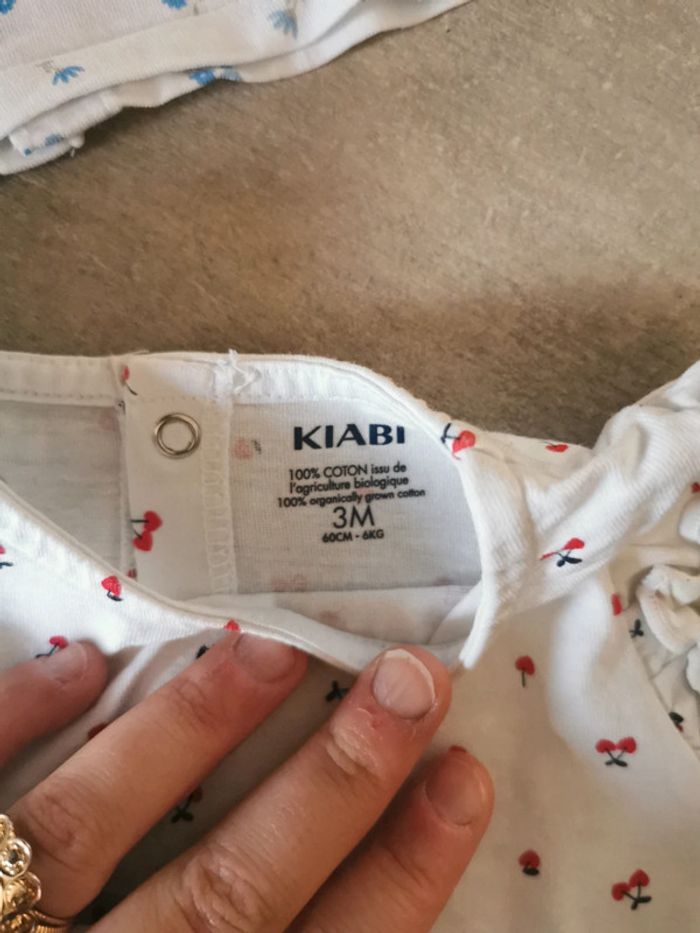 KIABI
100% COTON issu de
l'agriculture biologique
100% organically grown cotton
3M
60CM - 6KG